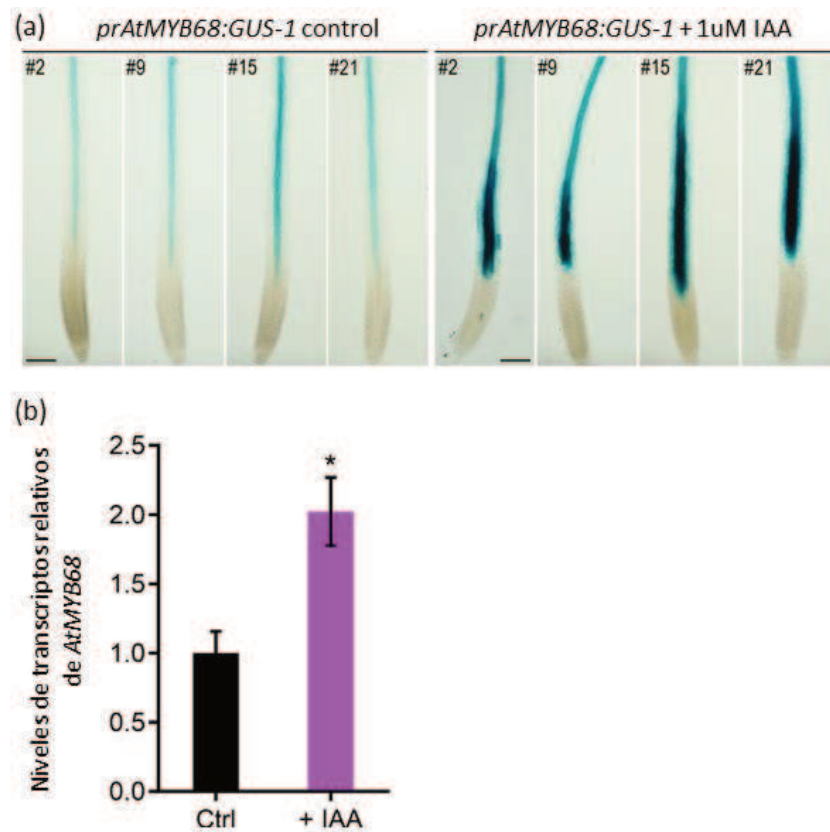 (a)
prAtMYB68:GUS-1 control
prAtMYB68:GUS-1 + 1uM IAA
#2
#9
#15
#21
#2
#9
#15
#21
(b)
Niveles de transcriptos relativos
de AtMYB68
2.5
2.0
1.5
1.0
0.5
0.0
*
Ctrl
+ IAA